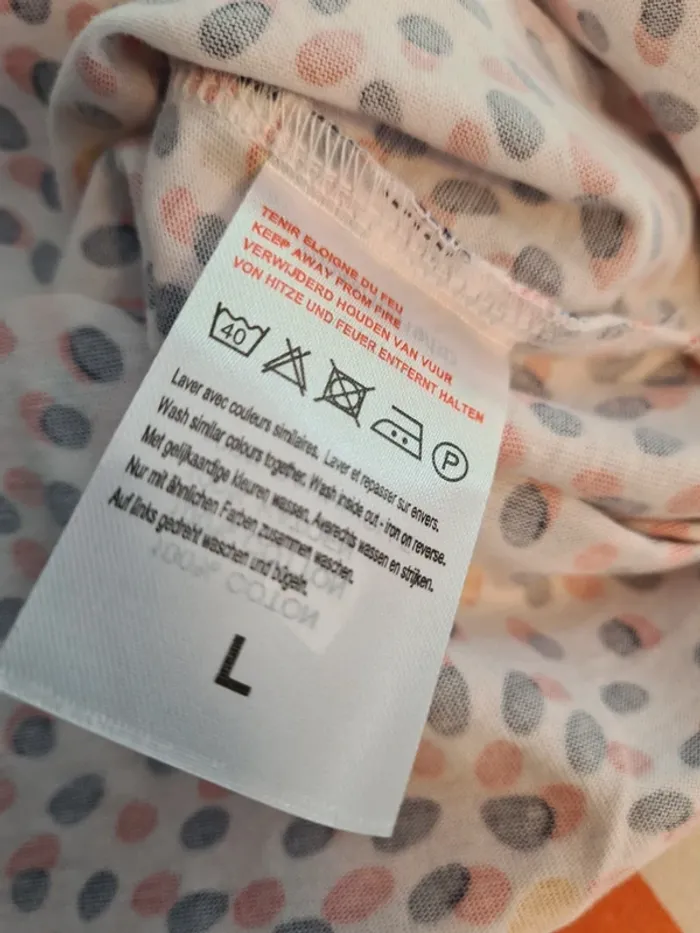 TENIR ELOIGNE DU FEU
KEEP AWAY FROM FIRE
VERWIJDERD HOUDEN VAN VUUR
VON HITZE UND FEUER ENTFERNT HALTEN
40 P
Laver avec couleurs similaires. Laver et repasser sur envers.
Wash similar colours together. Wash inside out - iron on reverse.
Met gelijkaardige kleuren wassen. Averechts wassen en strijken.
Nur mit ähnlichen Farben zusammen waschen.
Auf links gedreht waschen und bügeln.
100% COTON
L